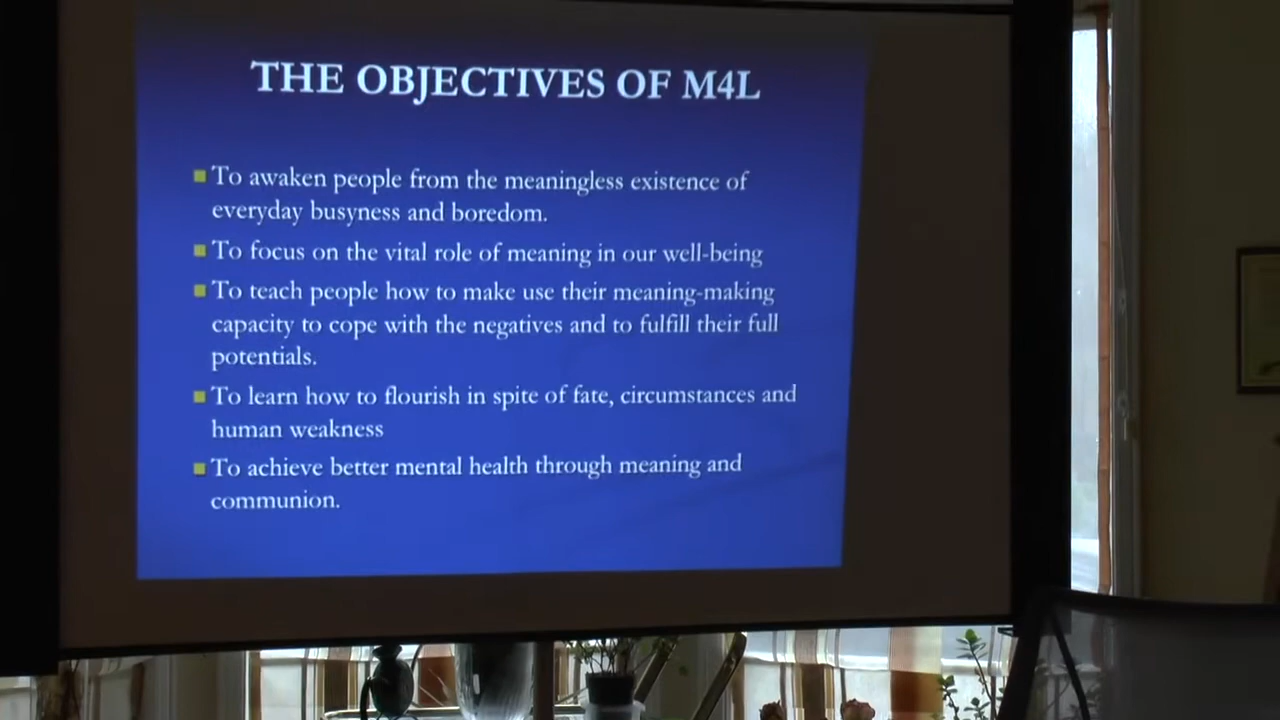 THE OBJECTIVES OF M4L
To awaken people from the meaningless existence of
everyday busyness and boredom.
To focus on the vital role of meaning in our well-being
To teach people how to make use their meaning-making
capacity to cope with the negatives and to fulfill their full
potentials.
To learn how to flourish in spite of fate, circumstances and
human weakness
To achieve better mental health through meaning and
communion.